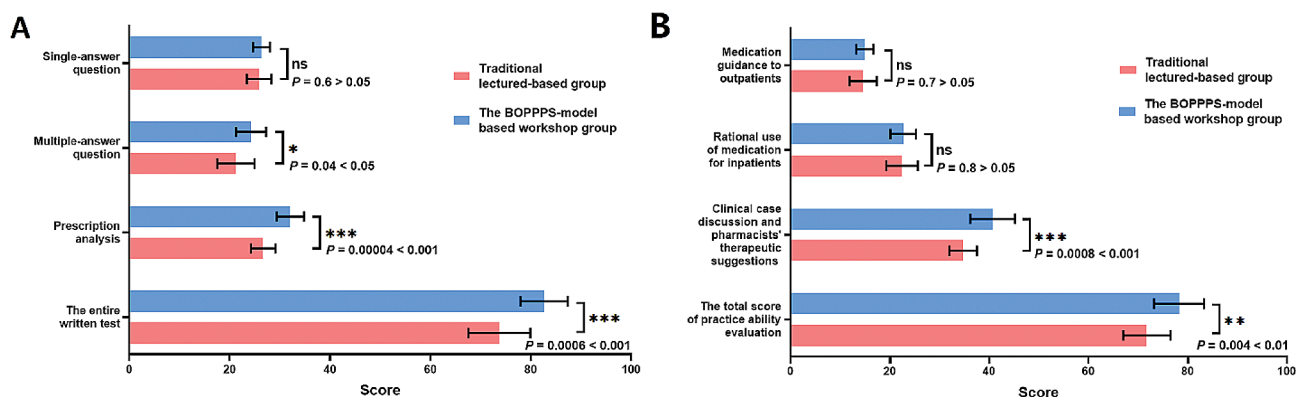 A
Single-answer
question
ns
P = 0.6 > 0.05
Multiple-answer
question
*
P = 0.04 < 0.05
Prescription
analysis
***
P = 0.00004 < 0.001
The entire
written test
***
P = 0.0006 < 0.001
0 20 40 60 80 100
Score
Traditional
lectured-based group
The BOPPPS-model
based workshop group
B
Medication
guidance to
outpatients
ns
P = 0.7 > 0.05
Rational use
of medication
for inpatients
ns
P = 0.8 > 0.05
Clinical case
discussion and
pharmacists'
therapeutic
suggestions
***
P = 0.0008 < 0.001
The total score
of practice ability
evaluation
**
P = 0.004 < 0.01
0 20 40 60 80 100
Score
Traditional
lectured-based group
The BOPPPS-model
based workshop group